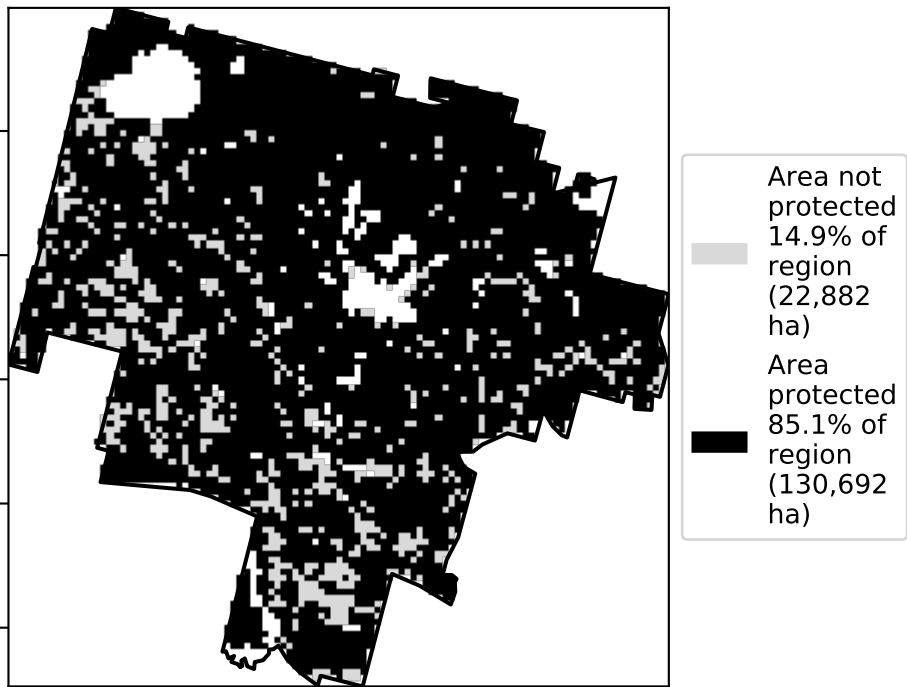 Area not
protected
14.9% of
region
(22,882
ha)
Area
protected
85.1% of
region
(130,692
ha)